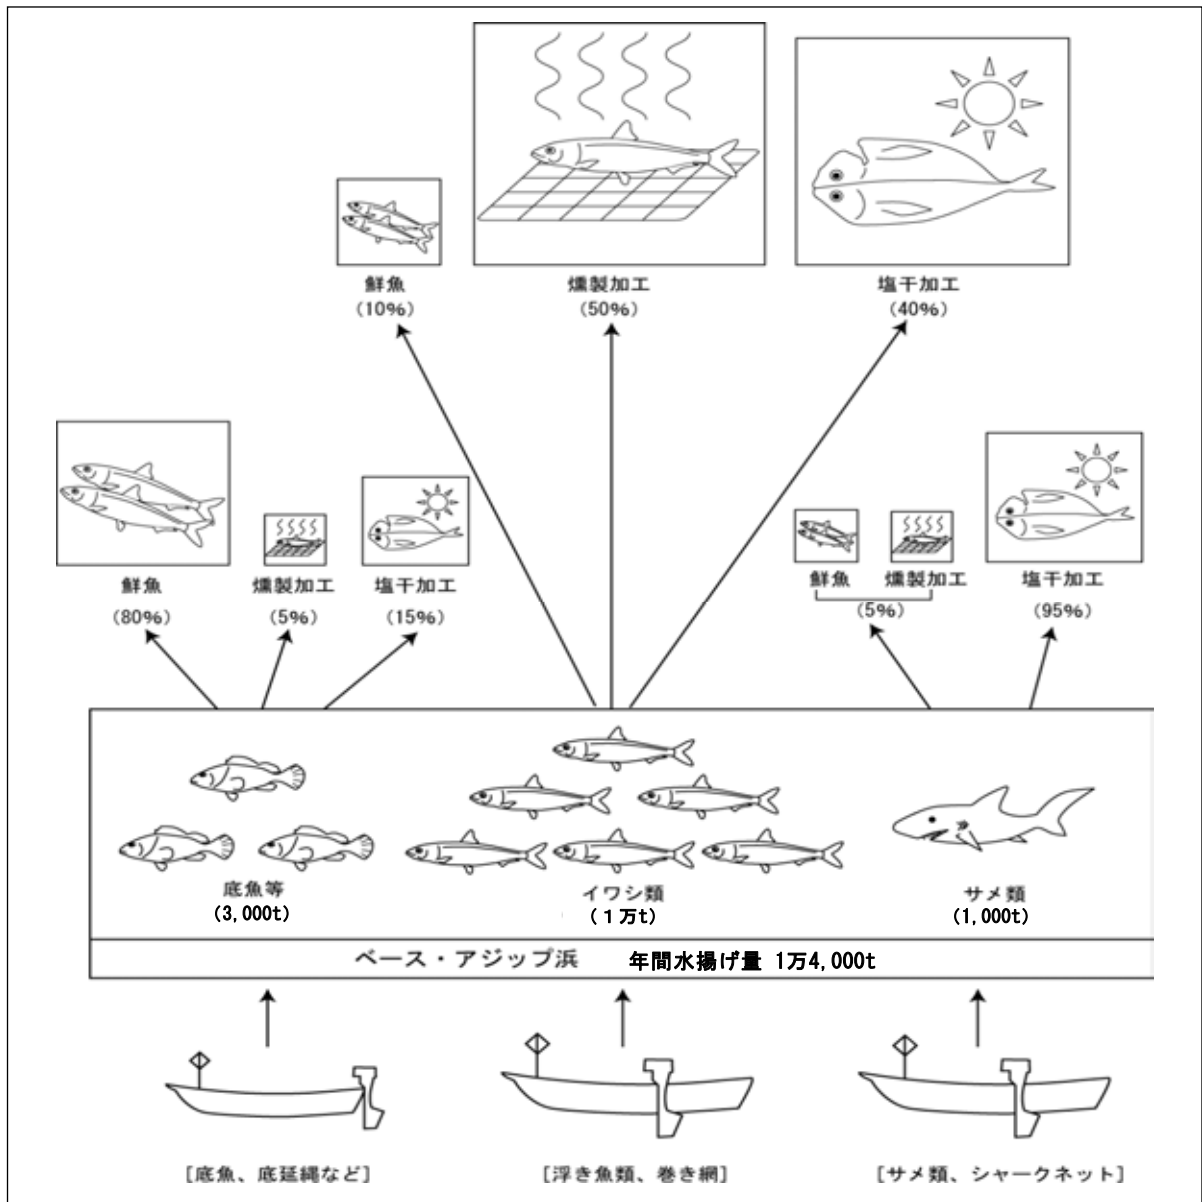 鮮魚
(10%)
燻製加工
(50%)
塩干加工
(40%)
鮮魚
(80%)
燻製加工
(5%)
塩干加工
(15%)
鮮魚 燻製加工
(5%)
塩干加工
(95%)
底魚等
(3,000t)
イワシ類
(1万t)
サメ類
(1,000t)
ベース・アジップ浜 年間水揚げ量 1万4,000t
[底魚、底延縄など]
[浮き魚類、巻き網]
[サメ類、シャークネット]